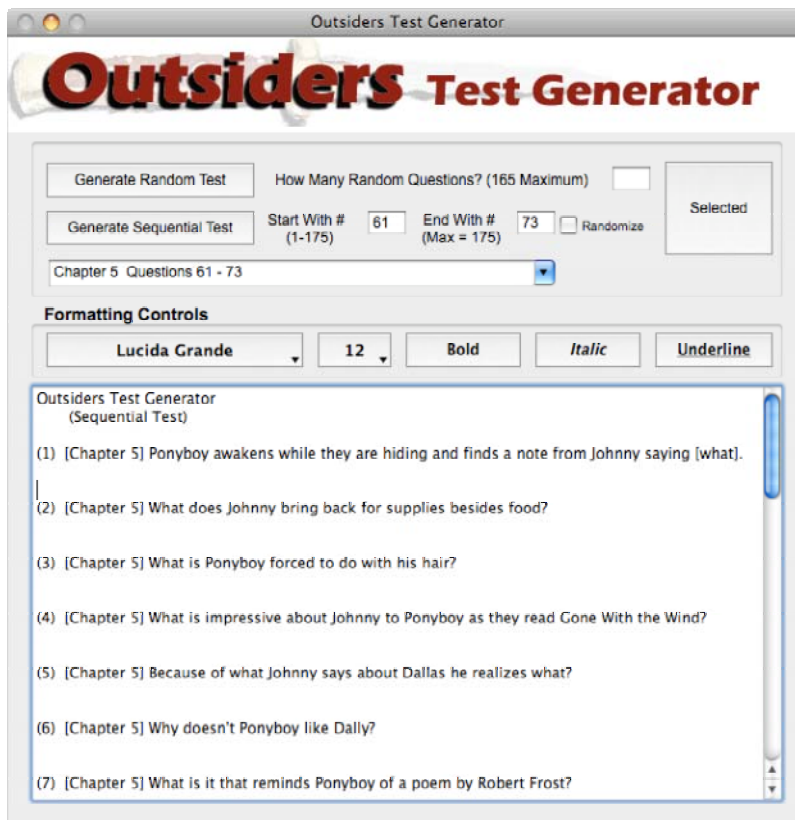 Outsiders Test Generator
Outsiders Test Generator
Generate Random Test How Many Random Questions? (165 Maximum)
Selected
Generate Sequential Test Start With # (1-175) 61 End With # (Max = 175) 73 Randomize
Chapter 5 Questions 61 - 73
Formatting Controls
Lucida Grande 12 Bold Italic Underline
Outsiders Test Generator
(Sequential Test)
(1) [Chapter 5] Ponyboy awakens while they are hiding and finds a note from Johnny saying [what].
(2) [Chapter 5] What does Johnny bring back for supplies besides food?
(3) [Chapter 5] What is Ponyboy forced to do with his hair?
(4) [Chapter 5] What is impressive about Johnny to Ponyboy as they read Gone With the Wind?
(5) [Chapter 5] Because of what Johnny says about Dallas he realizes what?
(6) [Chapter 5] Why doesn't Ponyboy like Dally?
(7) [Chapter 5] What is it that reminds Ponyboy of a poem by Robert Frost?